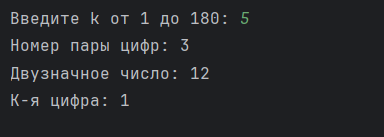 Введите k от 1 до 180: 5
Номер пары цифр: 3
Двузначное число: 12
К-я цифра: 1